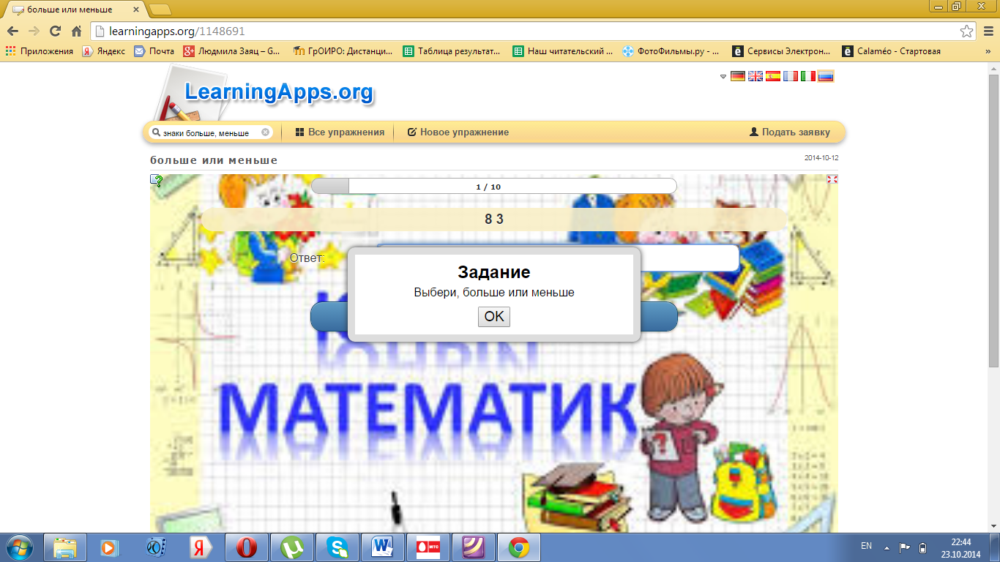 больше или меньше
learningapps.org/1148691
Приложения
Яндекс
Почта
Людмила Заяц – G...
ГрОИРО: Дистанци...
Таблица результат...
Наш читательский ...
ФотоФильмы.ру - ...
Сервисы Электрон...
Calaméo - Стартовая
»
LearningApps.org
знаки больше, меньше
Все упражнения
Новое упражнение
Подать заявку
больше или меньше
2014-10-12
1 / 10
8 3
Ответ:
Задание
Выбери, больше или меньше
OK
МАТЕМАТИК
EN
22:44
23.10.2014